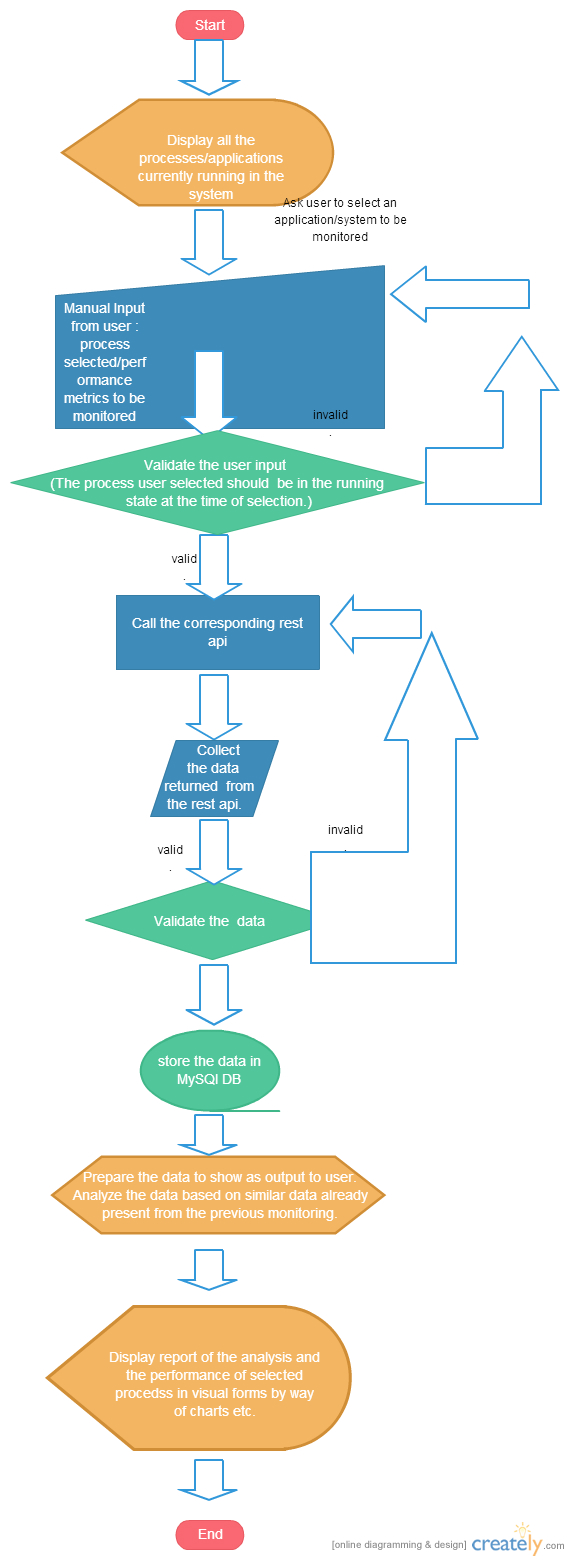 Start
Display all the
processes/applications
currently running in the
system
Ask user to select an
application/system to be
monitored
Manual Input
from user :
process
selected/perf
ormance
metrics to be
monitored
invalid
.
Validate the user input
(The process user selected should  be in the running
state at the time of selection.)
valid
.
Call the corresponding rest
api
Collect
the data
returned  from
the rest api.
valid
.
invalid
.
Validate the  data
store the data in
MySQl DB
Prepare the data to show as output to user.
Analyze the data based on similar data already
present from the previous monitoring.
Display report of the analysis and
the performance of selected
procedss in visual forms by way
of charts etc.
End
[online diagramming & design] creately.com